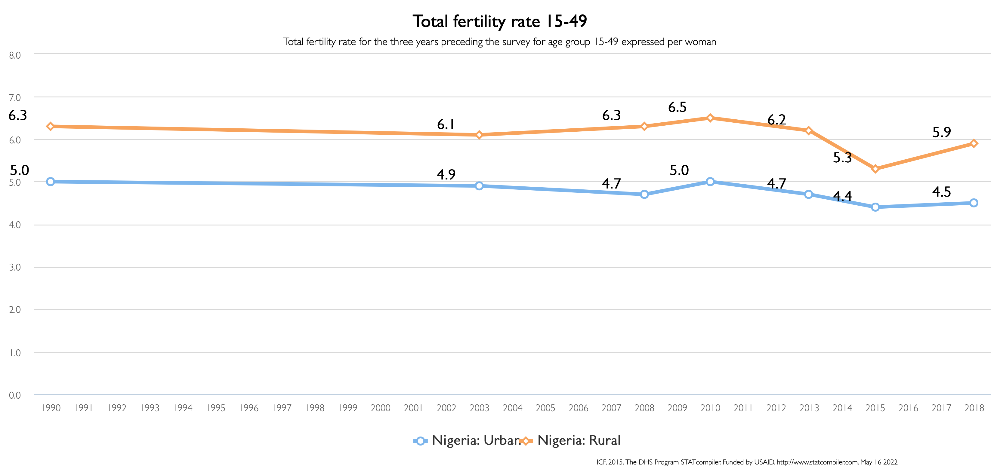 Total fertility rate 15-49
Total fertility rate for the three years preceding the survey for age group 15-49 expressed per woman
8.0
7.0
6.3 6.1 6.3 6.5 6.2 5.3 5.9
6.0
5.0 4.9 4.7 5.0 4.7 4.4 4.5
5.0
4.0
3.0
2.0
1.0
0.0
1990 1991 1992 1993 1994 1995 1996 1997 1998 1999 2000 2001 2002 2003 2004 2005 2006 2007 2008 2009 2010 2011 2012 2013 2014 2015 2016 2017 2018
Nigeria: Urban Nigeria: Rural
ICF, 2015. The DHS Program STATcompiler. Funded by USAID. http://www.statcompiler.com. May 16 2022